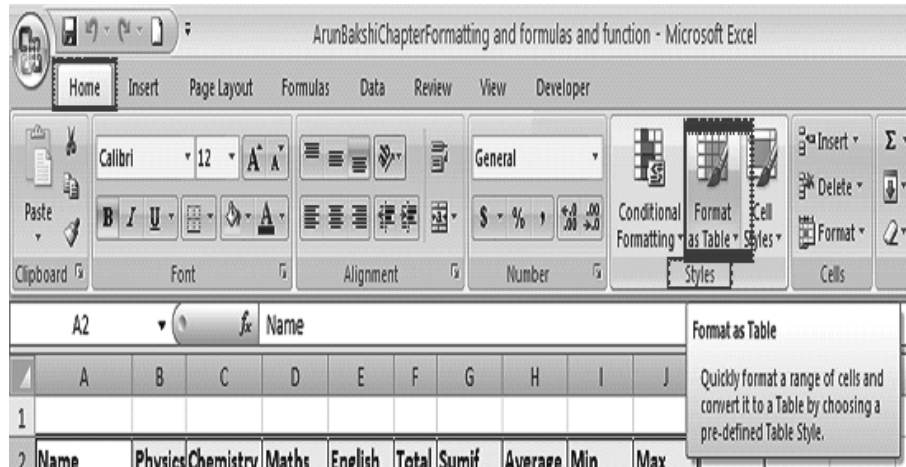 ArunBakshiChapterFormatting and formulas and function - Microsoft Excel
Home Insert Page Layout Formulas Data Review View Developer
Calibri 12 A A General Insert Σ
Delete
Paste B I U A $ % , .0 .00 .00 .0 Conditional Formatting Format as Table Cell Styles Format
Clipboard Font Alignment Number Styles Cells
A2 fx Name
Format as Table
Quickly format a range of cells and
convert it to a Table by choosing a
pre-defined Table Style.
A B C D E F G H I J
1
2 Name Physics Chemistry Maths English Total Sumif Average Min Max